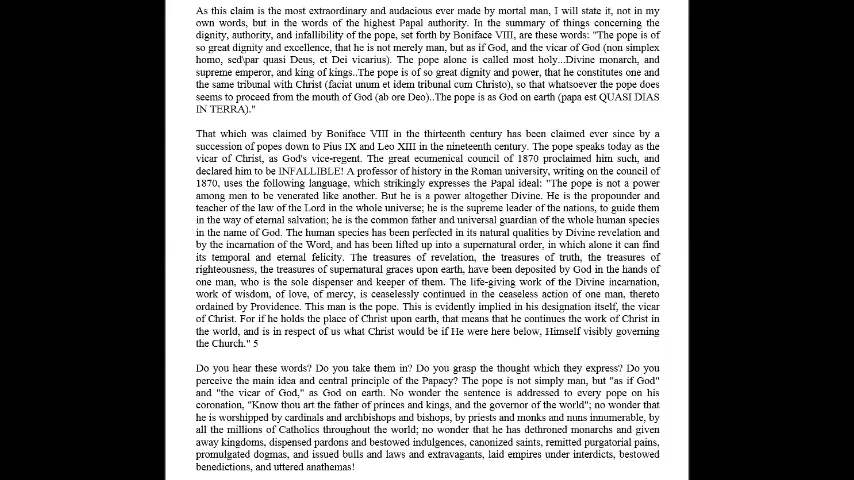 As this claim is the most extraordinary and audacious ever made by mortal man, I will state it, not in my
own words, but in the words of the highest Papal authority. In the summary of things concerning the
dignity, authority, and infallibility of the pope, set forth by Boniface VIII, are these words: "The pope is of
so great dignity and excellence, that he is not merely man, but as if God, and the vicar of God (non simplex
homo, sed\par quasi Deus, et Dei vicarius). The pope alone is called most holy...Divine monarch, and
supreme emperor, and king of kings..The pope is of so great dignity and power, that he constitutes one and
the same tribunal with Christ (faciat unum et idem tribunal cum Christo), so that whatsoever the pope does
seems to proceed from the mouth of God (ab ore Deo)..The pope is as God on earth (papa est QUASI DIAS
IN TERRA)."
That which was claimed by Boniface VIII in the thirteenth century has been claimed ever since by a
succession of popes down to Pius IX and Leo XIII in the nineteenth century. The pope speaks today as the
vicar of Christ, as God's vice-regent. The great ecumenical council of 1870 proclaimed him such, and
declared him to be INFALLIBLE! A professor of history in the Roman university, writing on the council of
1870, uses the following language, which strikingly expresses the Papal ideal: "The pope is not a power
among men to be venerated like another. But he is a power altogether Divine. He is the propounder and
teacher of the law of the Lord in the whole universe; he is the supreme leader of the nations, to guide them
in the way of eternal salvation; he is the common father and universal guardian of the whole human species
in the name of God. The human species has been perfected in its natural qualities by Divine revelation and
by the incarnation of the Word, and has been lifted up into a supernatural order, in which alone it can find
its temporal and eternal felicity. The treasures of revelation, the treasures of truth, the treasures of
righteousness, the treasures of supernatural graces upon earth, have been deposited by God in the hands of
one man, who is the sole dispenser and keeper of them. The life-giving work of the Divine incarnation,
work of wisdom, of love, of mercy, is ceaselessly continued in the ceaseless action of one man, thereto
ordained by Providence. This man is the pope. This is evidently implied in his designation itself, the vicar
of Christ. For if he holds the place of Christ upon earth, that means that he continues the work of Christ in
the world, and is in respect of us what Christ would be if He were here below, Himself visibly governing
the Church." 5
Do you hear these words? Do you take them in? Do you grasp the thought which they express? Do you
perceive the main idea and central principle of the Papacy? The pope is not simply man, but "as if God"
and "the vicar of God," as God on earth. No wonder the sentence is addressed to every pope on his
coronation, "Know thou art the father of princes and kings, and the governor of the world"; no wonder that
he is worshipped by cardinals and archbishops and bishops, by priests and monks and nuns innumerable, by
all the millions of Catholics throughout the world; no wonder that he has dethroned monarchs and given
away kingdoms, dispensed pardons and bestowed indulgences, canonized saints, remitted purgatorial pains,
promulgated dogmas, and issued bulls and laws and extravagants, laid empires under interdicts, bestowed
benedictions, and uttered anathemas!